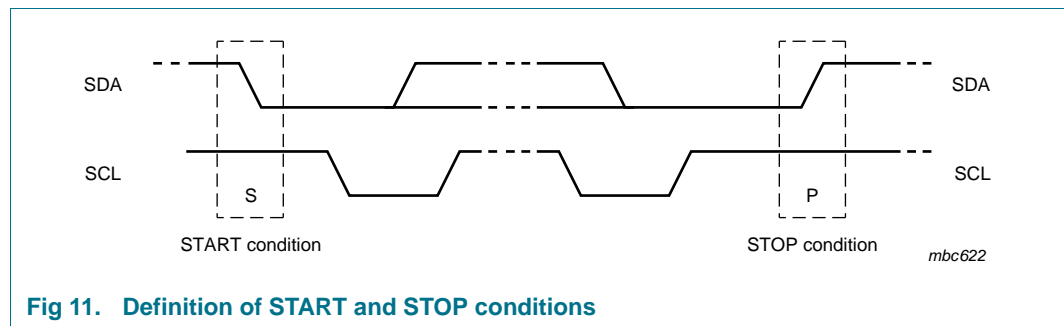 SDA
SDA
SCL
SCL
S
P
START condition
STOP condition
mbc622
Fig 11. Definition of START and STOP conditions